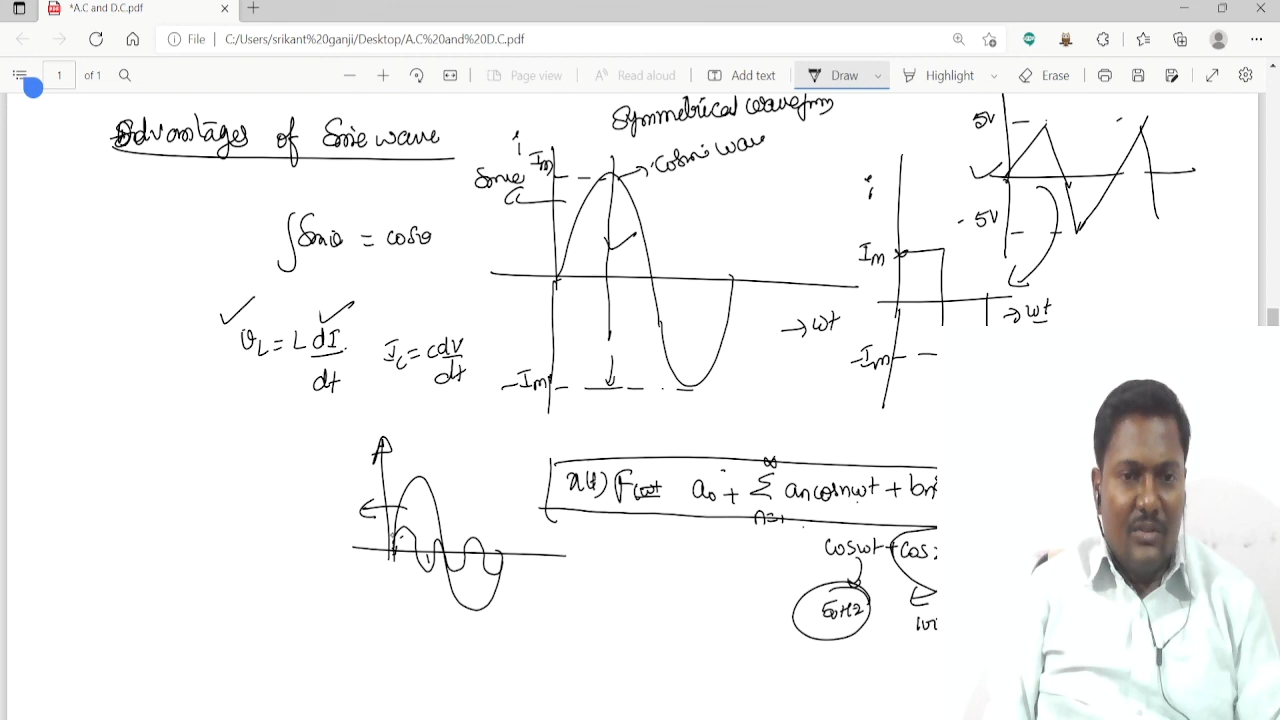 *A.C and D.C.pdf
File C:/Users/srikant%20ganji/Desktop/A.C%20and%20D.C.pdf
1 of 1 Page view Read aloud Add text Draw Highlight Erase
Symmetrical waveform
Advantages of Sine wave
i Im
Sine
Cosine wave
∫Sinθ = cosθ
→ωt
-Im
VL = L dI/dt
Ic = C dV/dt
5V
-5V
i
Im
→ωt
-Im
x(t) a0 + ∞ Σ n=1 an cosnωt +
cosωt + cos
50Hz